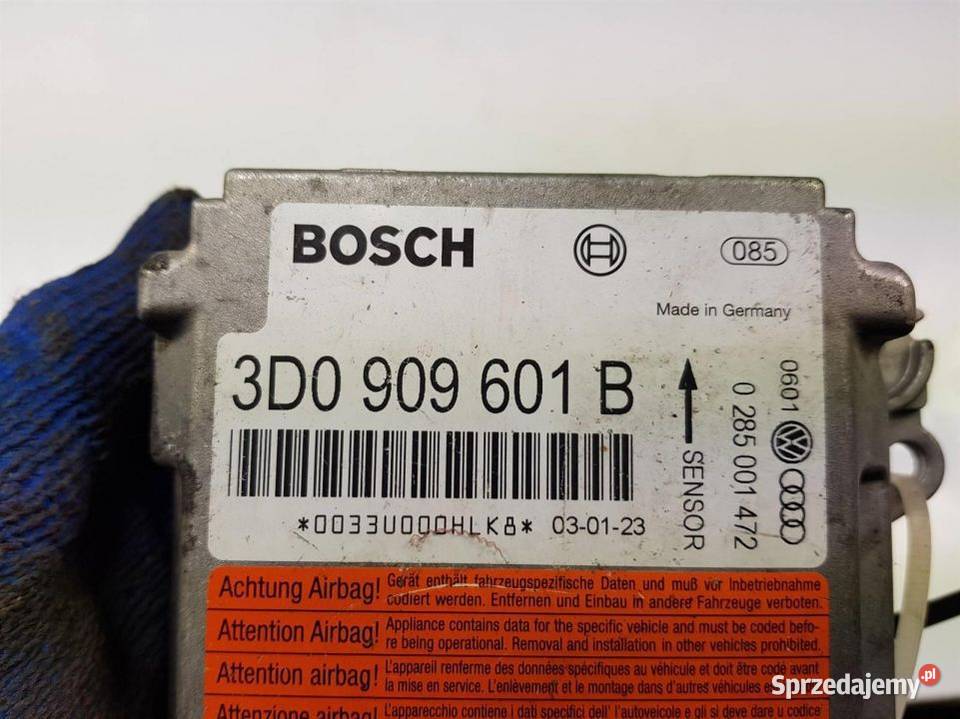 BOSCH
085
Made in Germany
3D0 909 601 B
SENSOR
0 285 001 472
0601
*0033U000HLK8* 03-01-23
Achtung Airbag! Gerät enthält fahrzeugspezifische Daten und muß vor Inbetriebnahme
codiert werden. Entfernen und Einbau in andere Fahrzeuge verboten.
Attention Airbag! Appliance contains data for the specific vehicle and must be coded befo-
re being operational. Removal and installation in other vehicles prohibited.
Attention airbag! L'appareil renferme des données spécifiques au véhicule et doit être codé avant
la mise en service. L'enlèvement et le montage dans d'autres véhicules
Attenzione airbag! L'apparecchio contiene i dati specifici dell' l'autoveicolo e gli si deve dare u codice
Sprzedajemy.pl